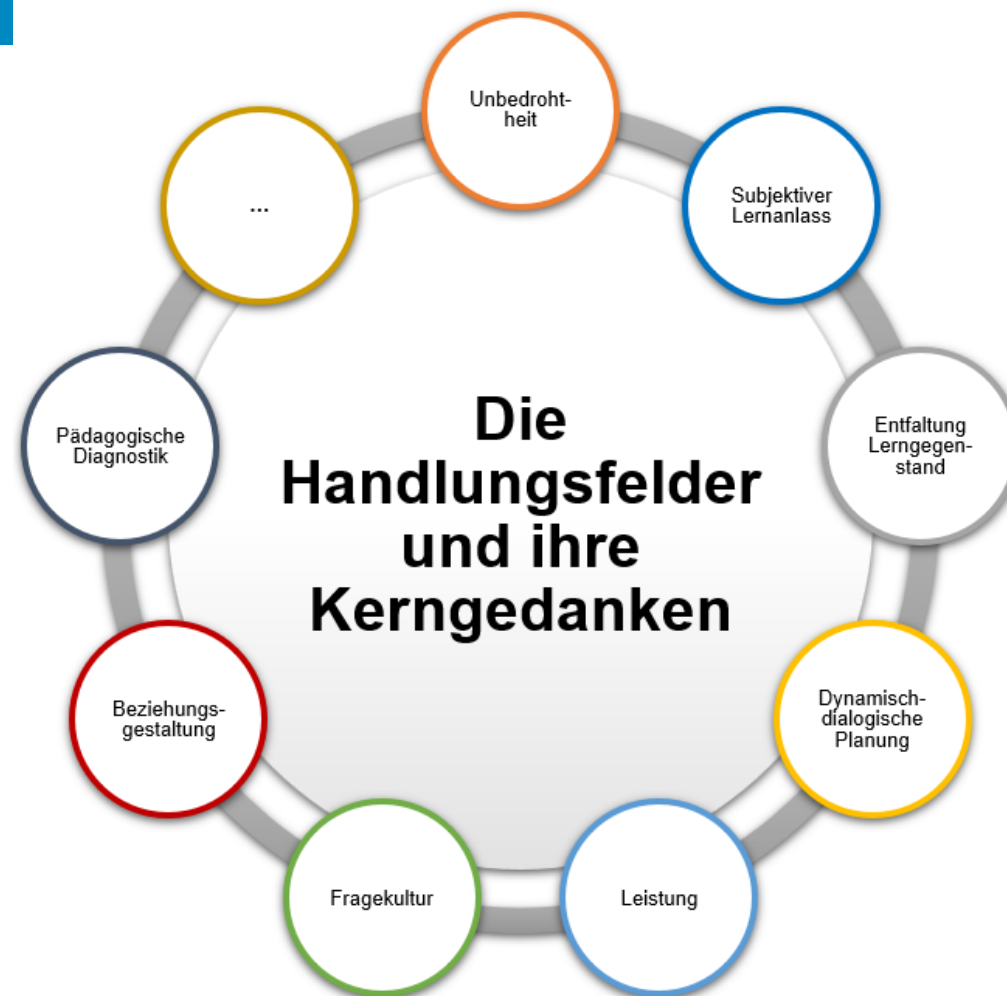 Unbedroht-
heit
Subjektiver
Lernanlass
Entfaltung
Lerngegen-
stand
Dynamisch-
dialogische
Planung
Leistung
Fragekultur
Beziehungs-
gestaltung
Pädagogische
Diagnostik
...
Die
Handlungsfelder
und ihre
Kerngedanken